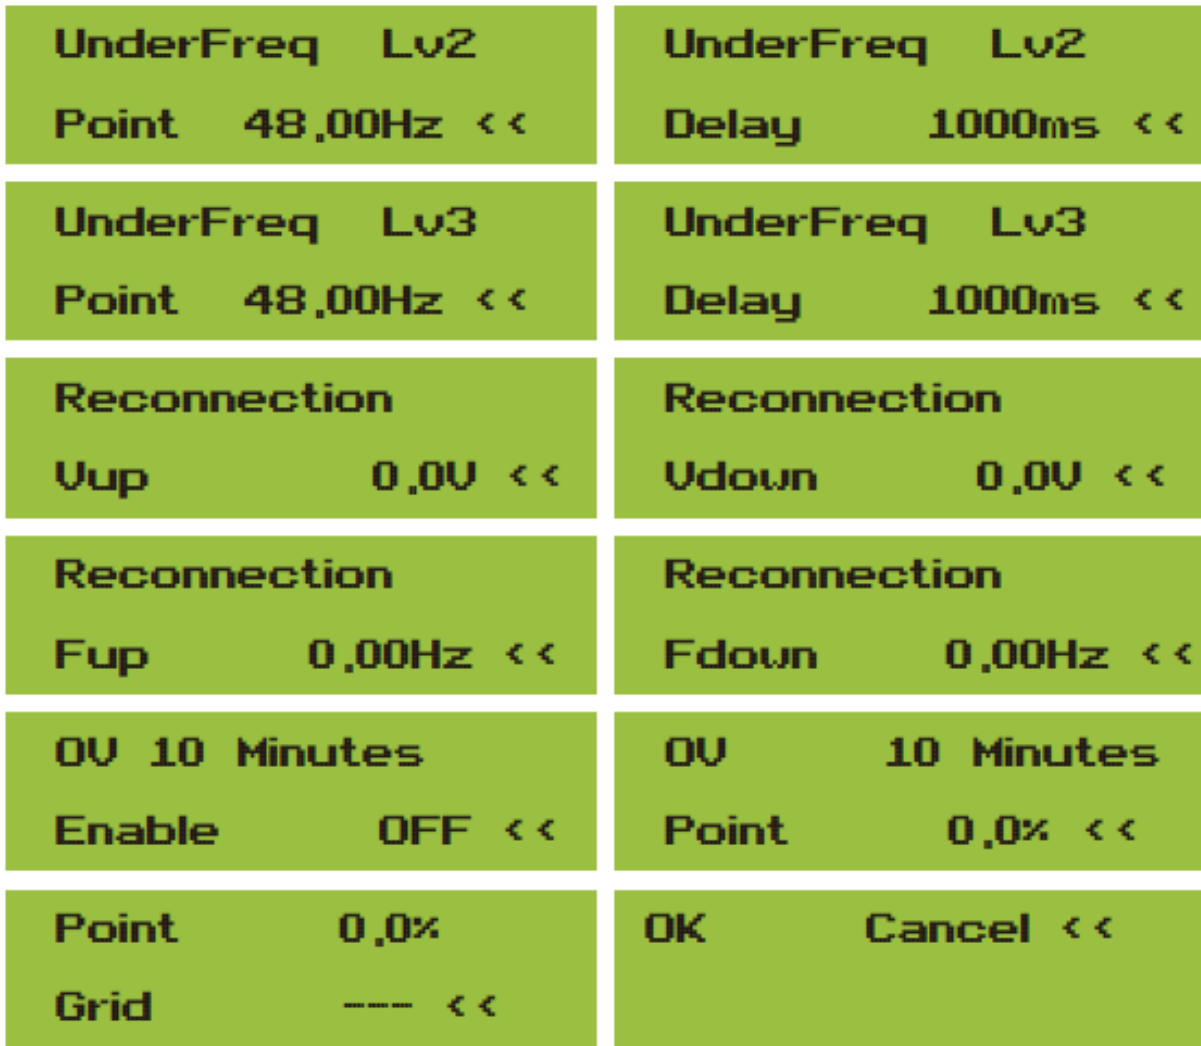 UnderFreq Lv2
Point 48.00Hz <<
UnderFreq Lv2
Delay 1000ms <<
UnderFreq Lv3
Point 48.00Hz <<
UnderFreq Lv3
Delay 1000ms <<
Reconnection
Vup 0.0V <<
Reconnection
Vdown 0.0V <<
Reconnection
Fup 0.00Hz <<
Reconnection
Fdown 0.00Hz <<
OV 10 Minutes
Enable OFF <<
OV 10 Minutes
Point 0.0% <<
Point 0.0%
Grid --- <<
OK Cancel <<